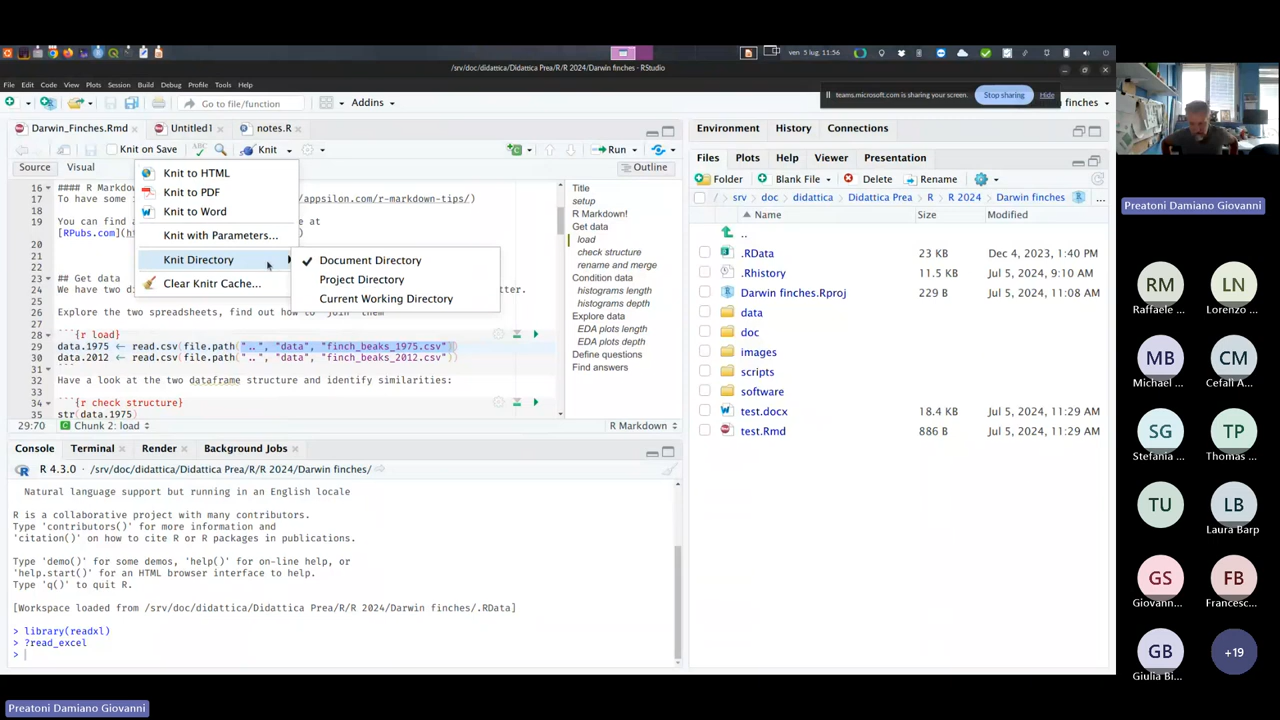 ven 5 lug, 11:56
/srv/doc/didattica/Didattica Prea/R/R 2024/Darwin finches - RStudio
File Edit Code View Plots Session Build Debug Profile Tools Help
teams.microsoft.com is sharing your screen. Stop sharing Hide
Go to file/function Addins
finches
Darwin_Finches.Rmd Untitled1 notes.R
Knit on Save Knit Run
Source Visual Outline
Knit to HTML
Knit to PDF
Knit to Word
Knit with Parameters...
Knit Directory
Clear Knitr Cache...
Document Directory
Project Directory
Current Working Directory
16 #### R Markdown
17 To have some /appsilon.com/r-markdown-tips/)
18
19 You can find a at
[RPubs.com](h
20
21
22 ## Get data
24 We have two di tter.
26 Explore the two spreadsheets, find out how to "join" them
27
28 ```{r load}
29 data.1975 <- read.csv(file.path("..", "data", "finch_beaks_1975.csv"))
30 data.2012 <- read.csv(file.path("..", "data", "finch_beaks_2012.csv"))
31 ```
32 Have a look at the two dataframe structure and identify similarities:
33
34 ```{r check structure}
35 str(data.1975)
29:70 Chunk 2: load R Markdown
Title
setup
R Markdown!
Get data
load
check structure
rename and merge
Condition data
histograms length
histograms depth
Explore data
EDA plots length
EDA plots depth
Define questions
Find answers
Console Terminal Render Background Jobs
R 4.3.0 · /srv/doc/didattica/Didattica Prea/R/R 2024/Darwin finches/
Natural language support but running in an English locale
R is a collaborative project with many contributors.
Type 'contributors()' for more information and
'citation()' on how to cite R or R packages in publications.
Type 'demo()' for some demos, 'help()' for on-line help, or
'help.start()' for an HTML browser interface to help.
Type 'q()' to quit R.
[Workspace loaded from /srv/doc/didattica/Didattica Prea/R/R 2024/Darwin finches/.RData]
> library(readxl)
> ?read_excel
>
Environment History Connections
Files Plots Help Viewer Presentation
Folder Blank File Delete Rename
/ srv doc didattica Didattica Prea R R 2024 Darwin finches ...
Name Size Modified
..
.RData 23 KB Dec 4, 2023, 1:40 PM
.Rhistory 11.5 KB Jul 5, 2024, 9:10 AM
Darwin finches.Rproj 229 B Jul 5, 2024, 11:08 AM
data
doc
images
scripts
software
test.docx 18.4 KB Jul 5, 2024, 11:29 AM
test.Rmd 886 B Jul 5, 2024, 11:29 AM
Preatoni Damiano Giovanni
RM LN
Raffaele ... Lorenzo ...
MB CM
Michael ... Cefalì A...
SG TP
Stefania ... Thomas ...
TU LB
Laura Barp
GS FB
Giovann... Francesc...
GB +19
Giulia Bi...
Preatoni Damiano Giovanni